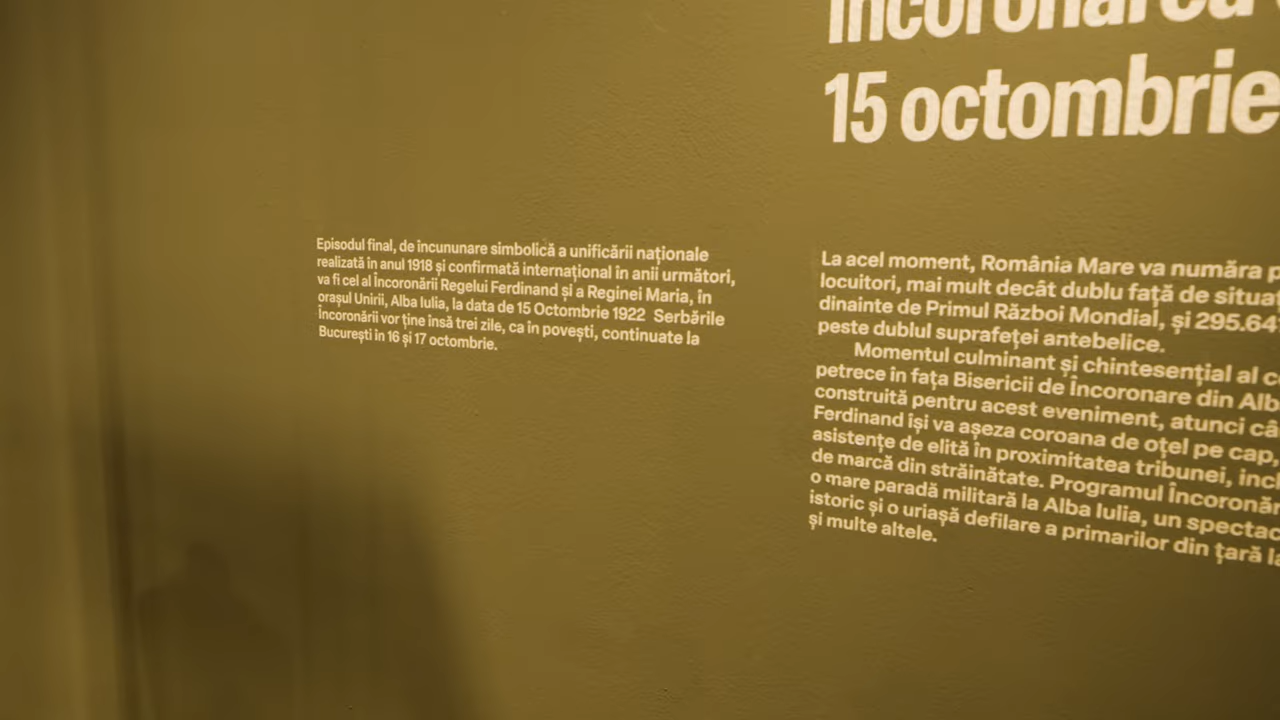 Încoronarea
15 octombrie
Episodul final, de încununare simbolică a unificării naționale
realizată în anul 1918 și confirmată internațional în anii următori,
va fi cel al Încoronării Regelui Ferdinand și a Reginei Maria, în
orașul Unirii, Alba Iulia, la data de 15 Octombrie 1922 Serbările
Încoronării vor ține însă trei zile, ca în povești, continuate la
București în 16 și 17 octombrie.
La acel moment, România Mare va număra
locuitori, mai mult decât dublu față de
dinainte de Primul Război Mondial, și 295.64
peste dublul suprafeței antebelice.
Momentul culminant și chintesențial al
petrece în fața Bisericii de Încoronare din Alb
construită pentru acest eveniment, atunci
Ferdinand își va așeza coroana de oțel pe cap,
asistențe de elită în proximitatea tribunei,
de marcă din străinătate. Programul
o mare paradă militară la Alba Iulia, un
istoric și o uriașă defilare a primarilor din țară
și multe altele.